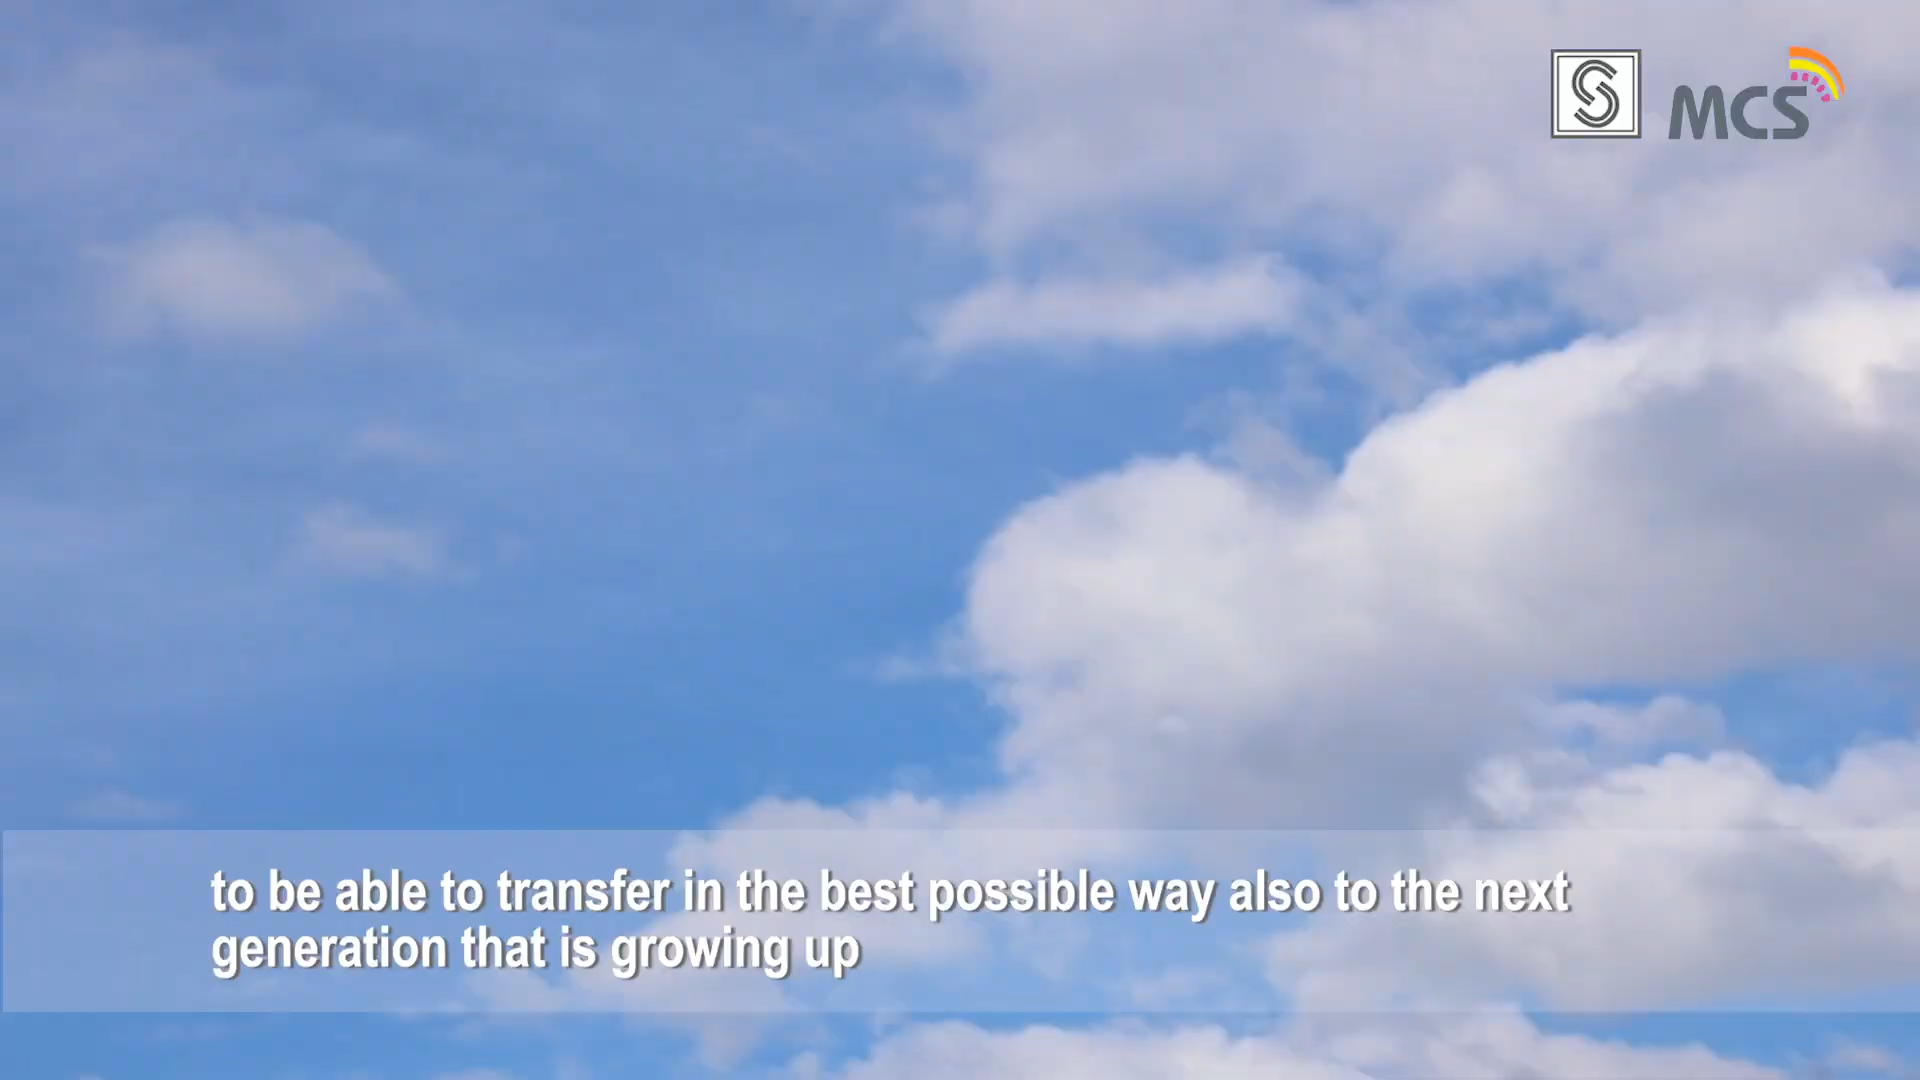 S MCS
to be able to transfer in the best possible way also to the next
generation that is growing up